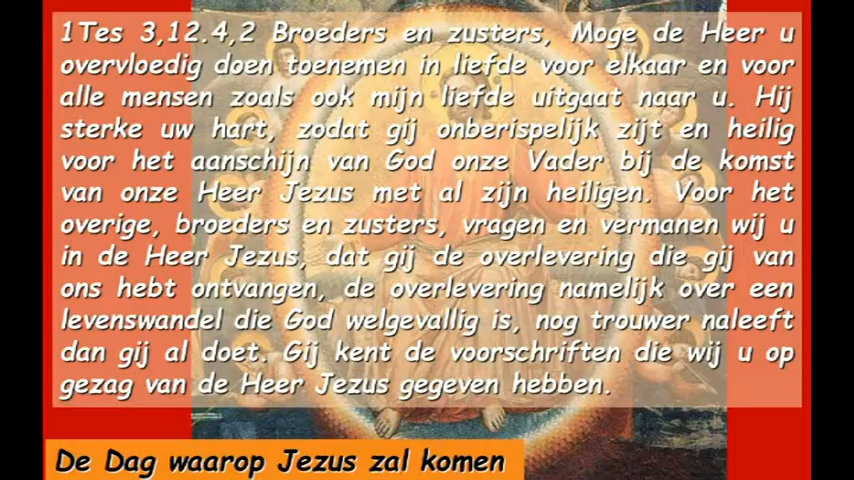 1Tes 3,12.4,2 Broeders en zusters, Moge de Heer u
overvloedig doen toenemen in liefde voor elkaar en voor
alle mensen zoals ook mijn liefde uitgaat naar u. Hij
sterke uw hart, zodat gij onberispelijk zijt en heilig
voor het aanschijn van God onze Vader bij de komst
van onze Heer Jezus met al zijn heiligen. Voor het
overige, broeders en zusters, vragen en vermanen wij u
in de Heer Jezus, dat gij de overlevering die gij van
ons hebt ontvangen, de overlevering namelijk over een
levenswandel die God welgevallig is, nog trouwer naleeft
dan gij al doet. Gij kent de voorschriften die wij u op
gezag van de Heer Jezus gegeven hebben.
De Dag waarop Jezus zal komen